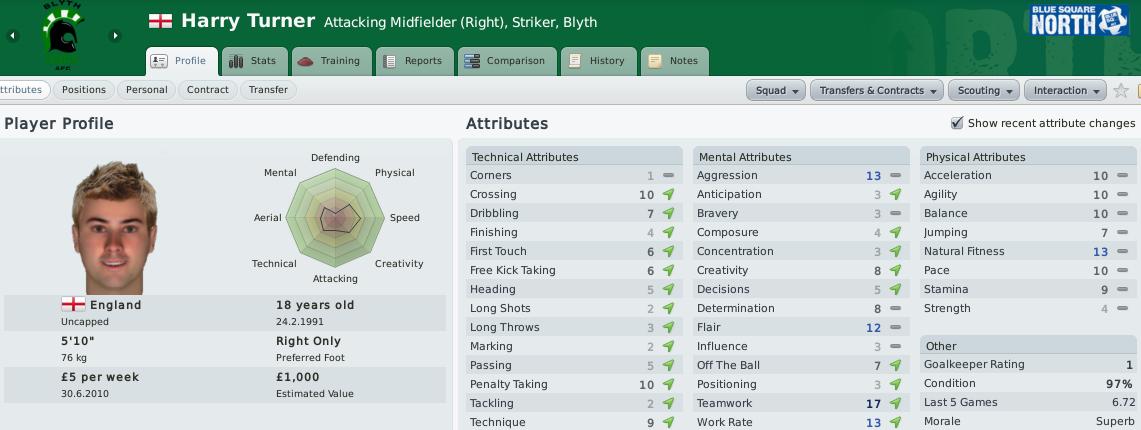 BLYTH
A.F.C.
Harry Turner Attacking Midfielder (Right), Striker, Blyth
BLUE SQUARE
NORTH
Profile Stats Training Reports Comparison History Notes
ttributes Positions Personal Contract Transfer Squad Transfers & Contracts Scouting Interaction
Player Profile
Defending
Mental Physical
Aerial Speed
Technical Creativity
Attacking
England 18 years old
Uncapped 24.2.1991
5'10" Right Only
76 kg Preferred Foot
£5 per week £1,000
30.6.2010 Estimated Value
Attributes Show recent attribute changes
Technical Attributes
Corners 1
Crossing 10
Dribbling 7
Finishing 4
First Touch 6
Free Kick Taking 6
Heading 5
Long Shots 2
Long Throws 3
Marking 2
Passing 5
Penalty Taking 10
Tackling 2
Technique 9
Mental Attributes
Aggression 13
Anticipation 3
Bravery 3
Composure 4
Concentration 3
Creativity 8
Decisions 5
Determination 8
Flair 12
Influence 3
Off The Ball 7
Positioning 3
Teamwork 17
Work Rate 13
Physical Attributes
Acceleration 10
Agility 10
Balance 10
Jumping 7
Natural Fitness 13
Pace 10
Stamina 9
Strength 4
Other
Goalkeeper Rating 1
Condition 97%
Last 5 Games 6.72
Morale Superb